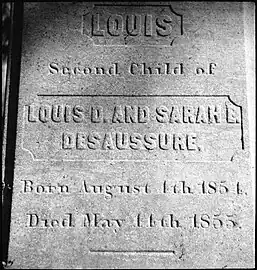 LOUIS
Second Child of
LOUIS D. AND SARAH E.
DESAUSSURE.
Born August 4th 1854.
Died May 14th 1855.